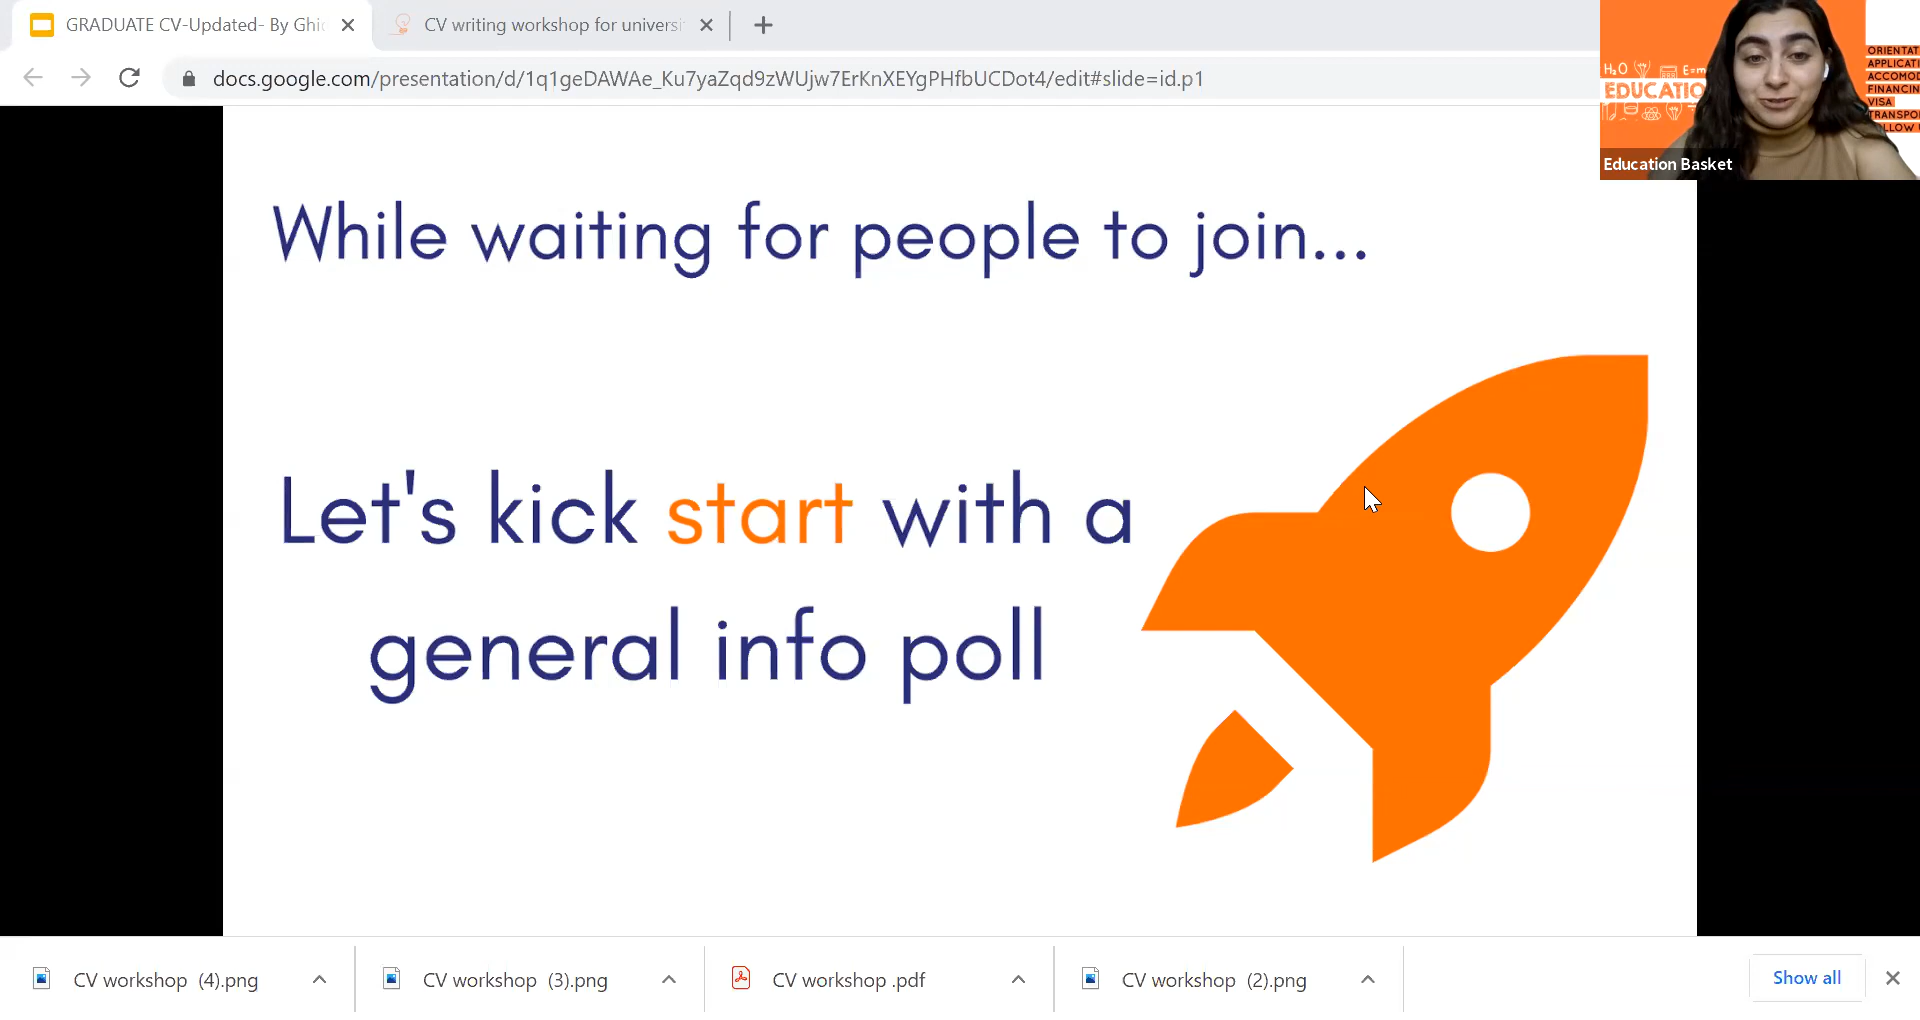 GRADUATE CV-Updated- By Ghi
CV writing workshop for universi
docs.google.com/presentation/d/1q1geDAWAe_Ku7yaZqd9zWUjw7ErKnXEYgPHfbUCDot4/edit#slide=id.p1
H₂O E=m
EDUCATIO
ORIENTAT
APPLICATI
ACCOMOD
FINANCIN
VISA
TRANSPO
LLOW
Education Basket
While waiting for people to join...
Let's kick start with a
general info poll
CV workshop (4).png
CV workshop (3).png
CV workshop .pdf
CV workshop (2).png
Show all